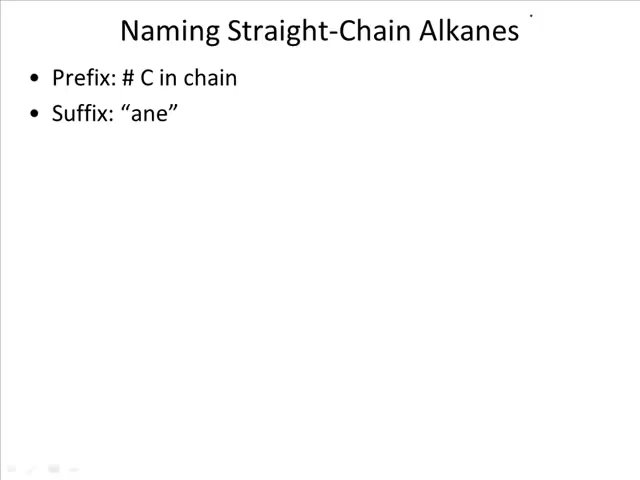 Naming Straight-Chain Alkanes
• Prefix: # C in chain
• Suffix: “ane”